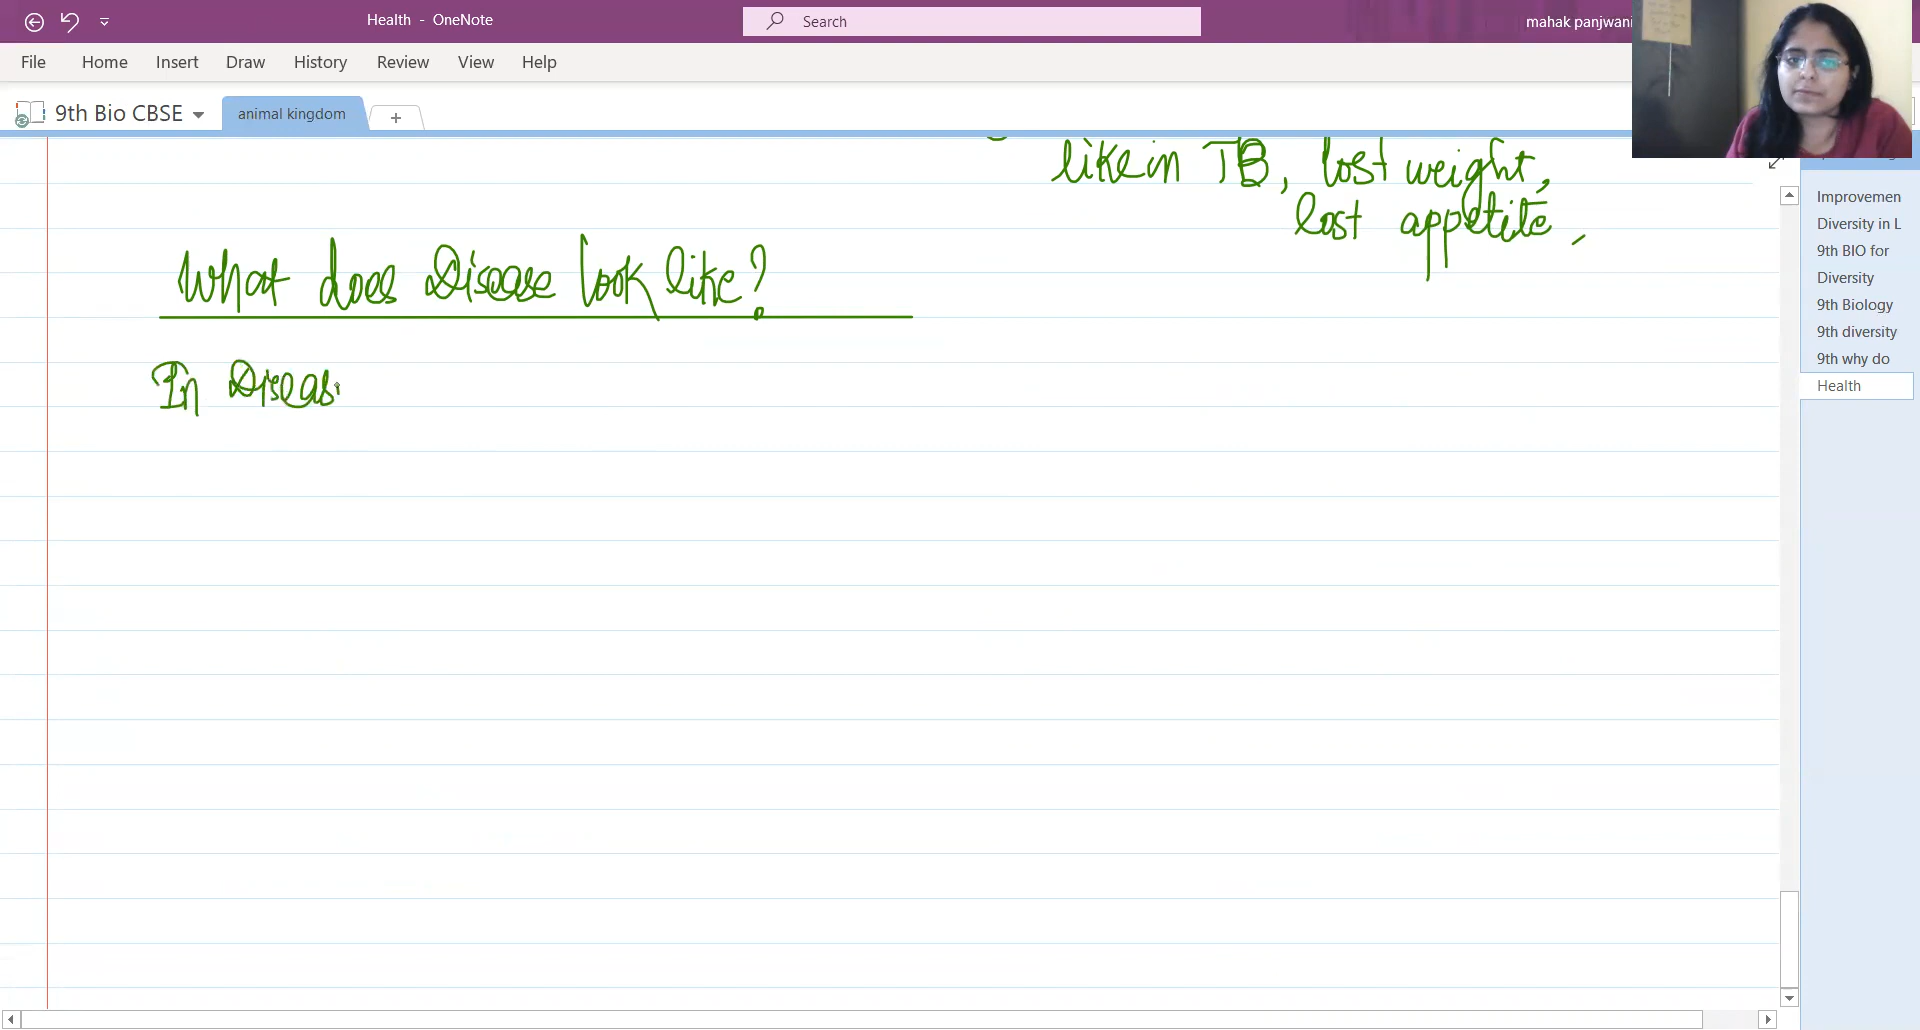 Health - OneNote
Search
mahak panjwani
File Home Insert Draw History Review View Help
9th Bio CBSE
animal kingdom
+
like in TB, lost weight,
lost appetite,
What does Disease look like?
In Diseas
Improvemen
Diversity in L
9th BIO for
Diversity
9th Biology
9th diversity
9th why do
Health